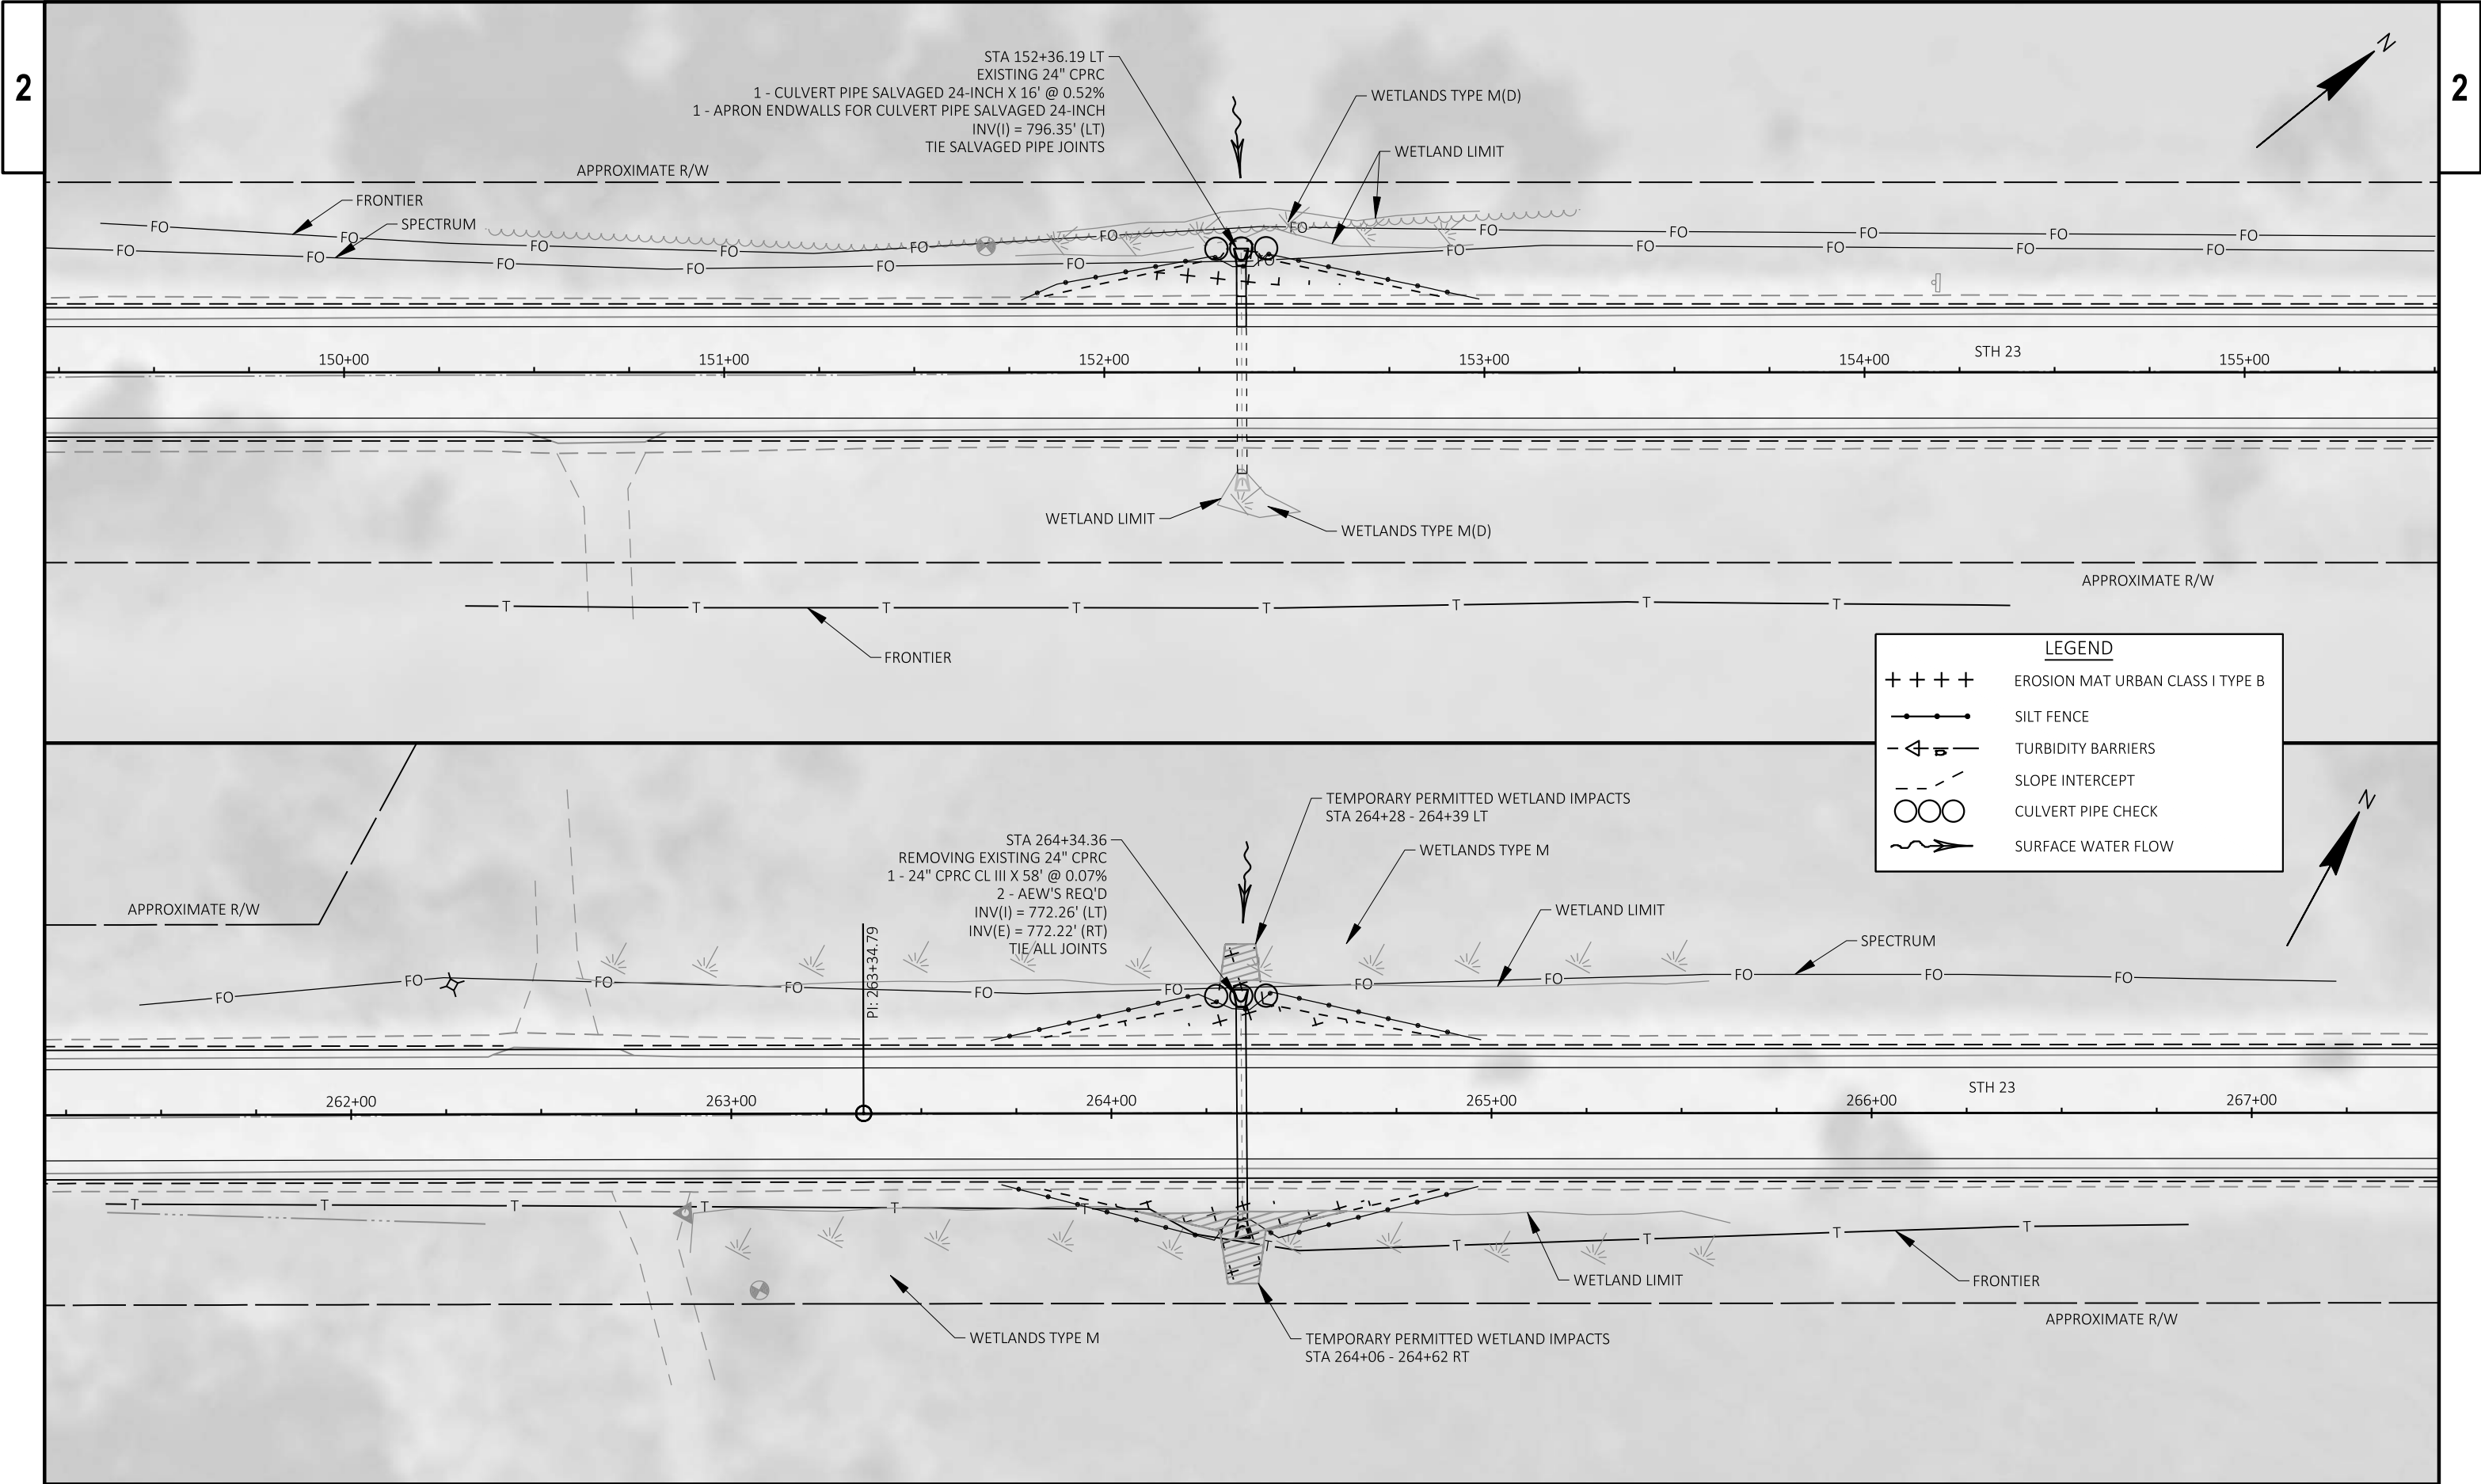 2
2
STA 152+36.19 LT
EXISTING 24" CPRC
1 - CULVERT PIPE SALVAGED 24-INCH X 16' @ 0.52%
1 - APRON ENDWALLS FOR CULVERT PIPE SALVAGED 24-INCH
INV(I) = 796.35' (LT)
TIE SALVAGED PIPE JOINTS
WETLANDS TYPE M(D)
WETLAND LIMIT
N
APPROXIMATE R/W
FRONTIER
SPECTRUM
FO FO FO FO FO FO FO FO FO FO FO FO
FO FO FO FO FO FO FO FO FO FO FO FO
150+00 151+00 152+00 153+00 154+00 STH 23 155+00
WETLAND LIMIT
WETLANDS TYPE M(D)
APPROXIMATE R/W
T T T T T T T T
FRONTIER
LEGEND
EROSION MAT URBAN CLASS I TYPE B
SILT FENCE
TURBIDITY BARRIERS
SLOPE INTERCEPT
CULVERT PIPE CHECK
SURFACE WATER FLOW
TEMPORARY PERMITTED WETLAND IMPACTS
STA 264+28 - 264+39 LT
STA 264+34.36
REMOVING EXISTING 24" CPRC
1 - 24" CPRC CL III X 58' @ 0.07%
2 - AEW'S REQ'D
INV(I) = 772.26' (LT)
INV(E) = 772.22' (RT)
TIE ALL JOINTS
WETLANDS TYPE M
WETLAND LIMIT
SPECTRUM
N
APPROXIMATE R/W
PI: 263+34.79
FO FO FO FO FO FO FO FO FO FO FO
262+00 263+00 264+00 265+00 266+00 STH 23 267+00
T T T T T T T T T T T
WETLAND LIMIT
FRONTIER
APPROXIMATE R/W
WETLANDS TYPE M
TEMPORARY PERMITTED WETLAND IMPACTS
STA 264+06 - 264+62 RT